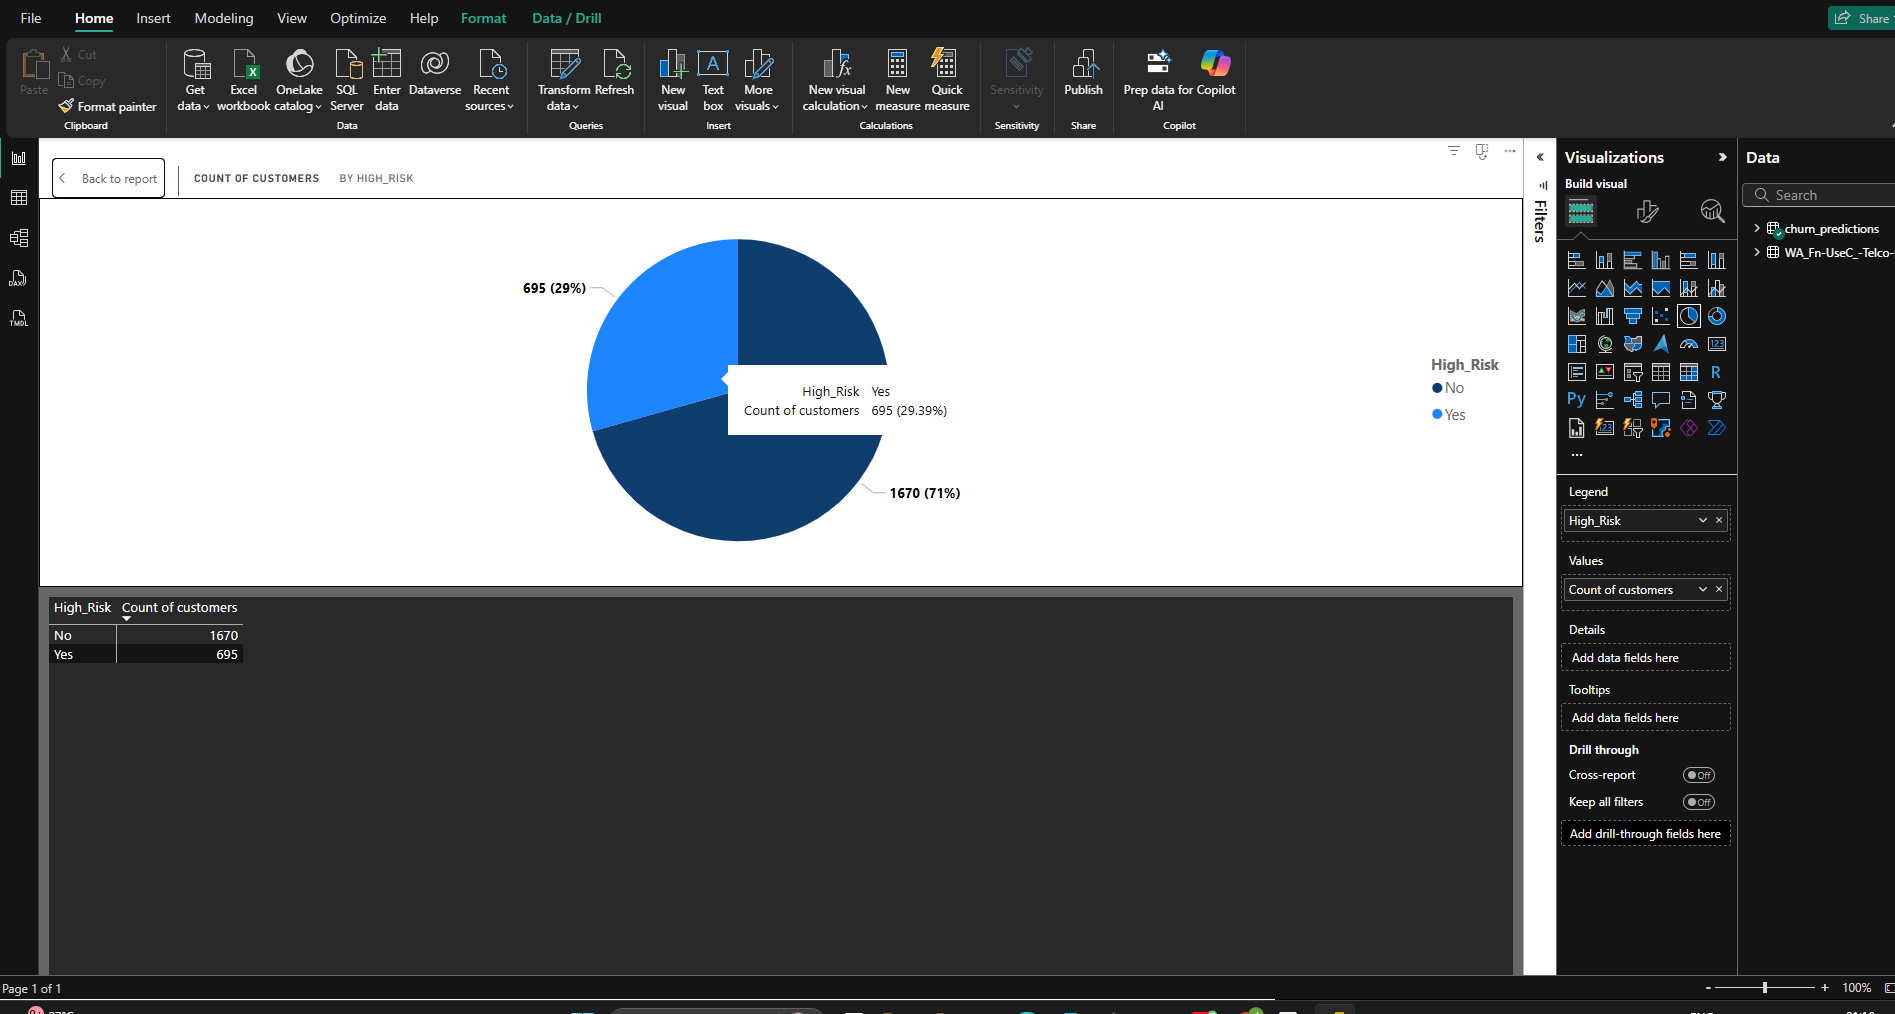 File Home Insert Modeling View Optimize Help Format Data / Drill Share
Paste Cut
Copy
Format painter
Clipboard
Get data
Excel workbook
OneLake catalog
SQL Server
Enter data
Dataverse
Recent sources
Data
Transform data
Refresh
Queries
New visual
Text box
More visuals
Insert
New visual calculation
New measure
Quick measure
Calculations
Sensitivity
Sensitivity
Publish
Share
Prep data for AI
Copilot
Copilot
Back to report COUNT OF CUSTOMERS BY HIGH_RISK
695 (29%)
High_Risk Yes
Count of customers 695 (29.39%)
1670 (71%)
High_Risk
No
Yes
High_Risk Count of customers
No 1670
Yes 695
Filters
Visualizations
Build visual
123
R
Py
Legend
High_Risk
Values
Count of customers
Details
Add data fields here
Tooltips
Add data fields here
Drill through
Cross-report Off
Keep all filters Off
Add drill-through fields here
Data
Search
churn_predictions
WA_Fn-UseC_-Telco-
DAX
TMDL
Page 1 of 1
- + 100%